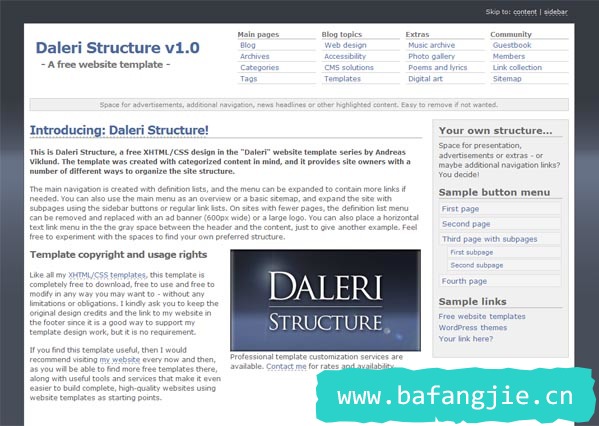 Skip to: content | sidebar
Daleri Structure v1.0
- A free website template -
Main pages
Blog
Archives
Categories
Tags
Blog topics
Web design
Accessibility
CMS solutions
Templates
Extras
Music archive
Photo gallery
Poems and lyrics
Digital art
Community
Guestbook
Members
Link collection
Sitemap
Space for advertisements, additional navigation, news headlines or other highlighted content. Easy to remove if not wanted.
Introducing: Daleri Structure!
This is Daleri Structure, a free XHTML/CSS design in the "Daleri" website template series by Andreas
Viklund. The template was created with categorized content in mind, and it provides site owners with a
number of different ways to organize the site structure.
The main navigation is created with definition lists, and the menu can be expanded to contain more links if
needed. You can also use the main menu as an overview or a basic sitemap, and expand the site with
subpages using the sidebar buttons or regular link lists. On sites with fewer pages, the definition list menu
can be removed and replaced with an ad banner (600px wide) or a large logo. You can also place a horizontal
text link menu in the the gray space between the header and the content, just to give another example. Feel
free to experiment with the spaces to find your own preferred structure.
Template copyright and usage rights
Like all my XHTML/CSS templates, this template is
completely free to download, free to use and free to
modify in any way you may want to - without any
limitations or obligations. I kindly ask you to keep the
original design credits and the link to my website in
the footer since it is a good way to support my
template design work, but it is no requirement.
If you find this template useful, then I would
recommend visiting my website every now and then,
as you will be able to find more free templates there,
along with useful tools and services that make it even
easier to build complete, high-quality websites using
website templates as starting points.
DALERI
STRUCTURE
Professional template customization services are
available. Contact me for rates and availability.
Your own structure...
Space for presentation,
advertisements or extras - or
maybe additional navigation links?
You decide!
Sample button menu
First page
Second page
Third page with subpages
First subpage
Second subpage
Fourth page
Sample links
Free website templates
WordPress themes
Your link here?
www.bafangjie.cn